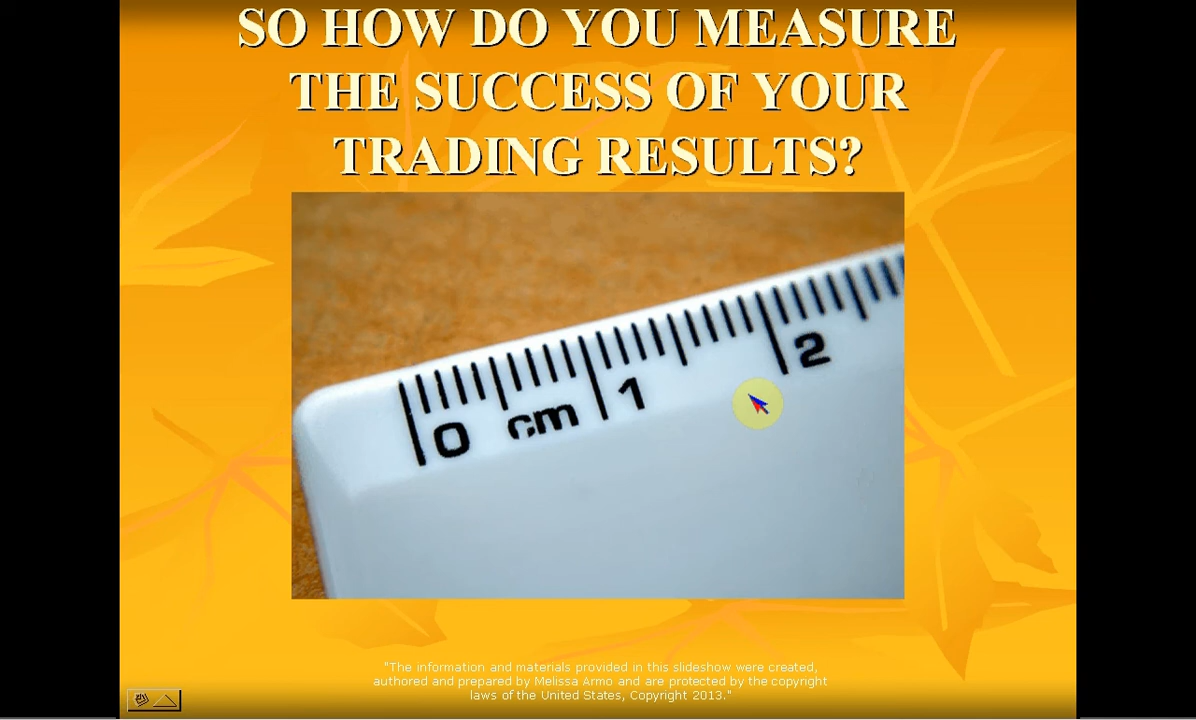 SO HOW DO YOU MEASURE
THE SUCCESS OF YOUR
TRADING RESULTS?
0 cm 1 2
"The information and materials provided in this slideshow were created,
authored and prepared by Melissa Armo and are protected by the copyright
laws of the United States, Copyright 2013."